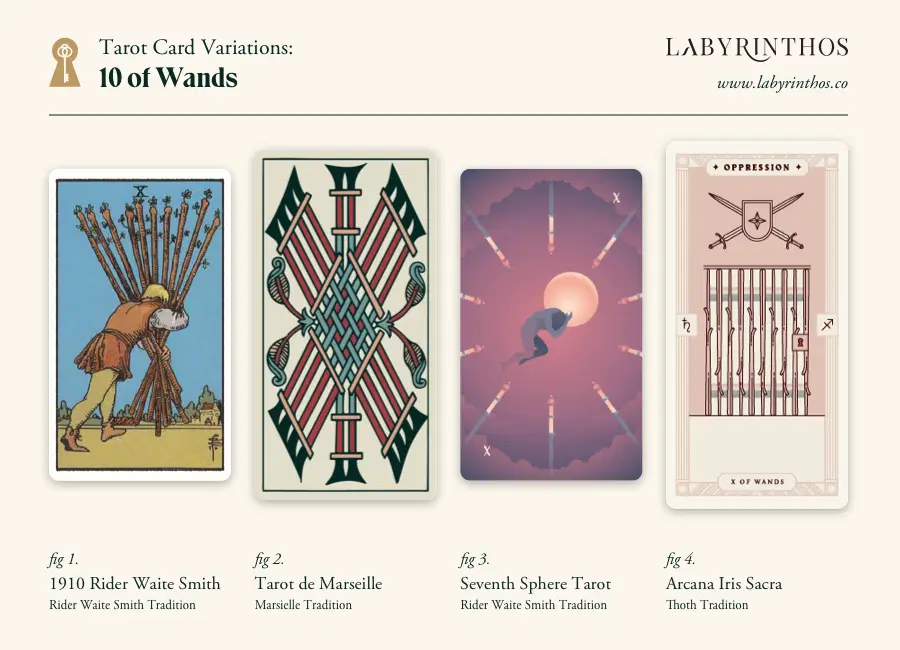 Tarot Card Variations:
10 of Wands
LABYRINTHOS
www.labyrinthos.co
X
X
X
OPPRESSION
♄
♐
X OF WANDS
fig 1.
1910 Rider Waite Smith
Rider Waite Smith Tradition
fig 2.
Tarot de Marseille
Marsielle Tradition
fig 3.
Seventh Sphere Tarot
Rider Waite Smith Tradition
fig 4.
Arcana Iris Sacra
Thoth Tradition